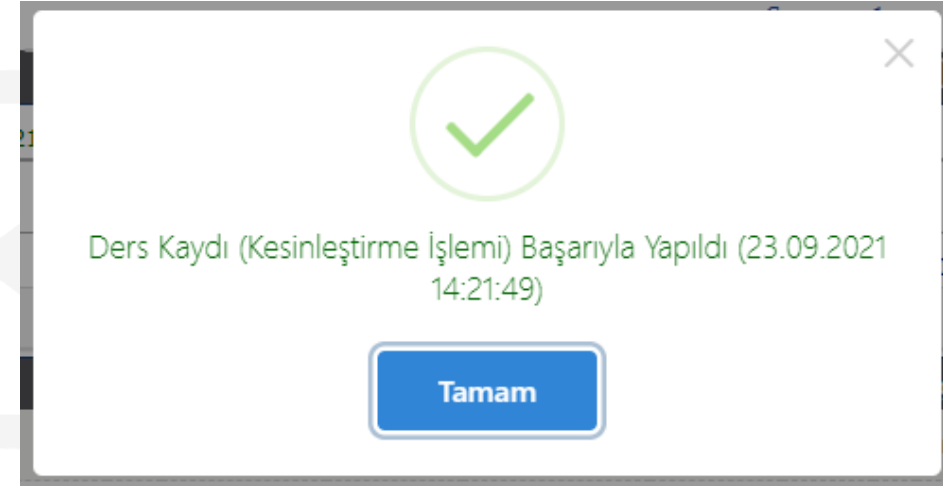 Ders Kaydı (Kesinleştirme İşlemi) Başarıyla Yapıldı (23.09.2021
14:21:49)
Tamam